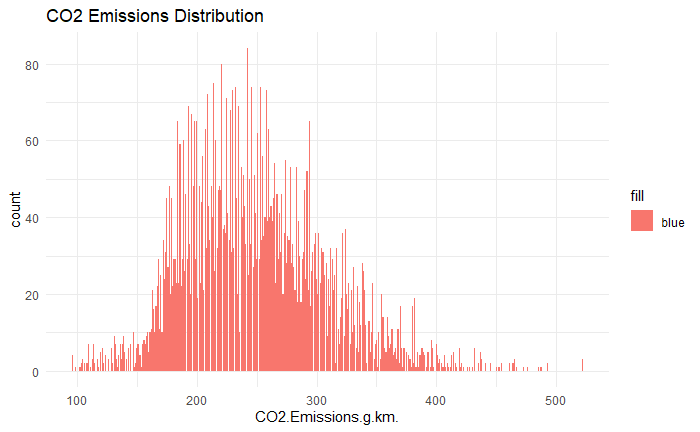 CO2 Emissions Distribution
80
60
40
20
0
count
100 200 300 400 500
CO2.Emissions.g.km.
fill
blue